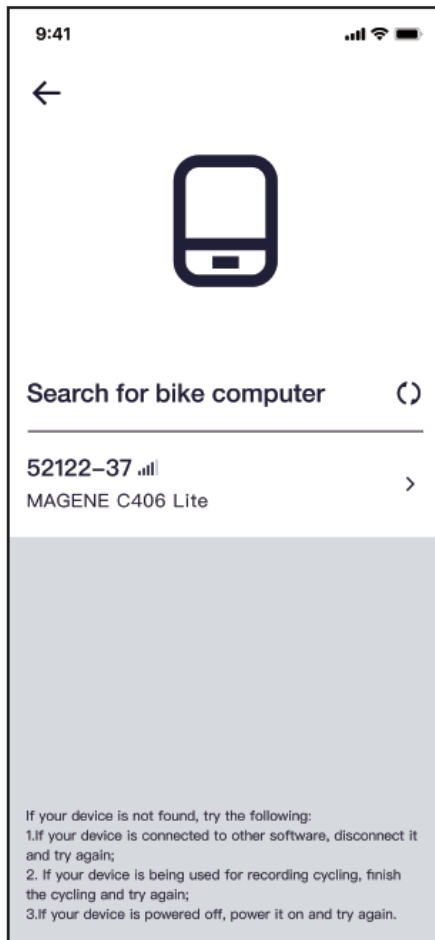 9:41
Search for bike computer
52122-37
MAGENE C406 Lite
If your device is not found, try the following:
1.If your device is connected to other software, disconnect it
and try again;
2. If your device is being used for recording cycling, finish
the cycling and try again;
3.If your device is powered off, power it on and try again.